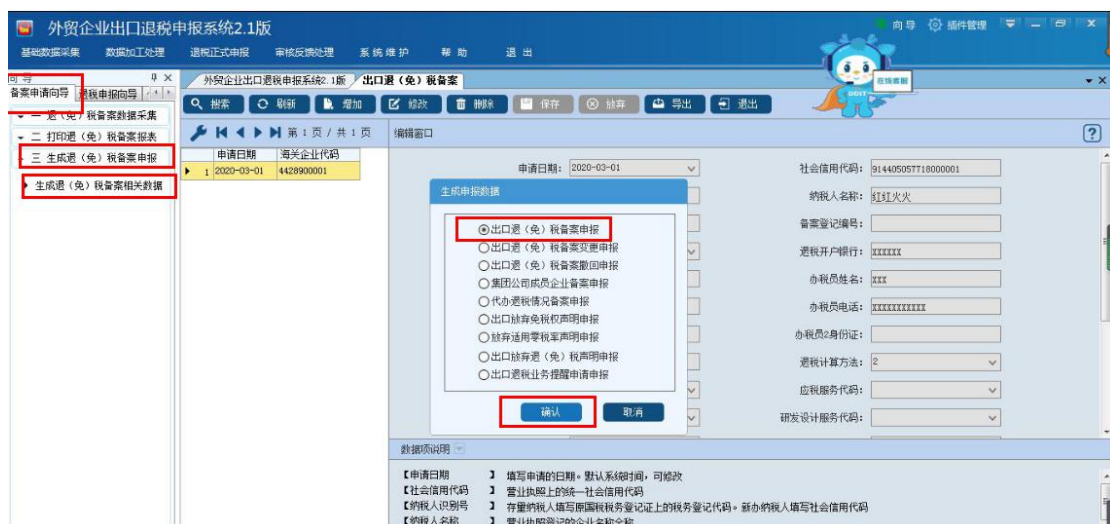 外贸企业出口退税申报系统2.1版
向导 插件管理
基础数据采集 数据加工处理 退税正式申报 审核反馈处理 系统维护 帮助 退出
在线客服
向导
外贸企业出口退税申报系统2.1版 出口退（免）税备案
备案申请向导 退税申报向导
搜索 刷新 增加 修改 删除 保存 放弃 导出 退出
一 退（免）税备案数据采集
二 打印退（免）税备案报表
三 生成退（免）税备案申报
生成退（免）税备案相关数据
第 1 页 / 共 1 页
编辑窗口
申请日期 海关企业代码
1 2020-03-01 4428900001
申请日期： 2020-03-01
社会信用代码： 914405057718000001
纳税人名称： 红红火火
备案登记编号：
退税开户银行： XXXXXX
办税员姓名： XXX
办税员电话： XXXXXXXXXXX
办税员2身份证：
退税计算方法： 2
应税服务代码：
研发设计服务代码：
生成申报数据
出口退（免）税备案申报
出口退（免）税备案变更申报
出口退（免）税备案撤回申报
集团公司成员企业备案申报
代办退税情况备案申报
出口放弃免税权声明申报
放弃适用零税率声明申报
出口放弃退（免）税声明申报
出口退税业务提醒申请申报
确认 取消
数据项说明
【申请日期 】 填写申请的日期。默认系统时间，可修改
【社会信用代码 】 营业执照上的统一社会信用代码
【纳税人识别号 】 存量纳税人填写原国税税务登记证上的税务登记代码。新办纳税人填写社会信用代码
【纳税人名称 】 营业执照登记的企业名称全称